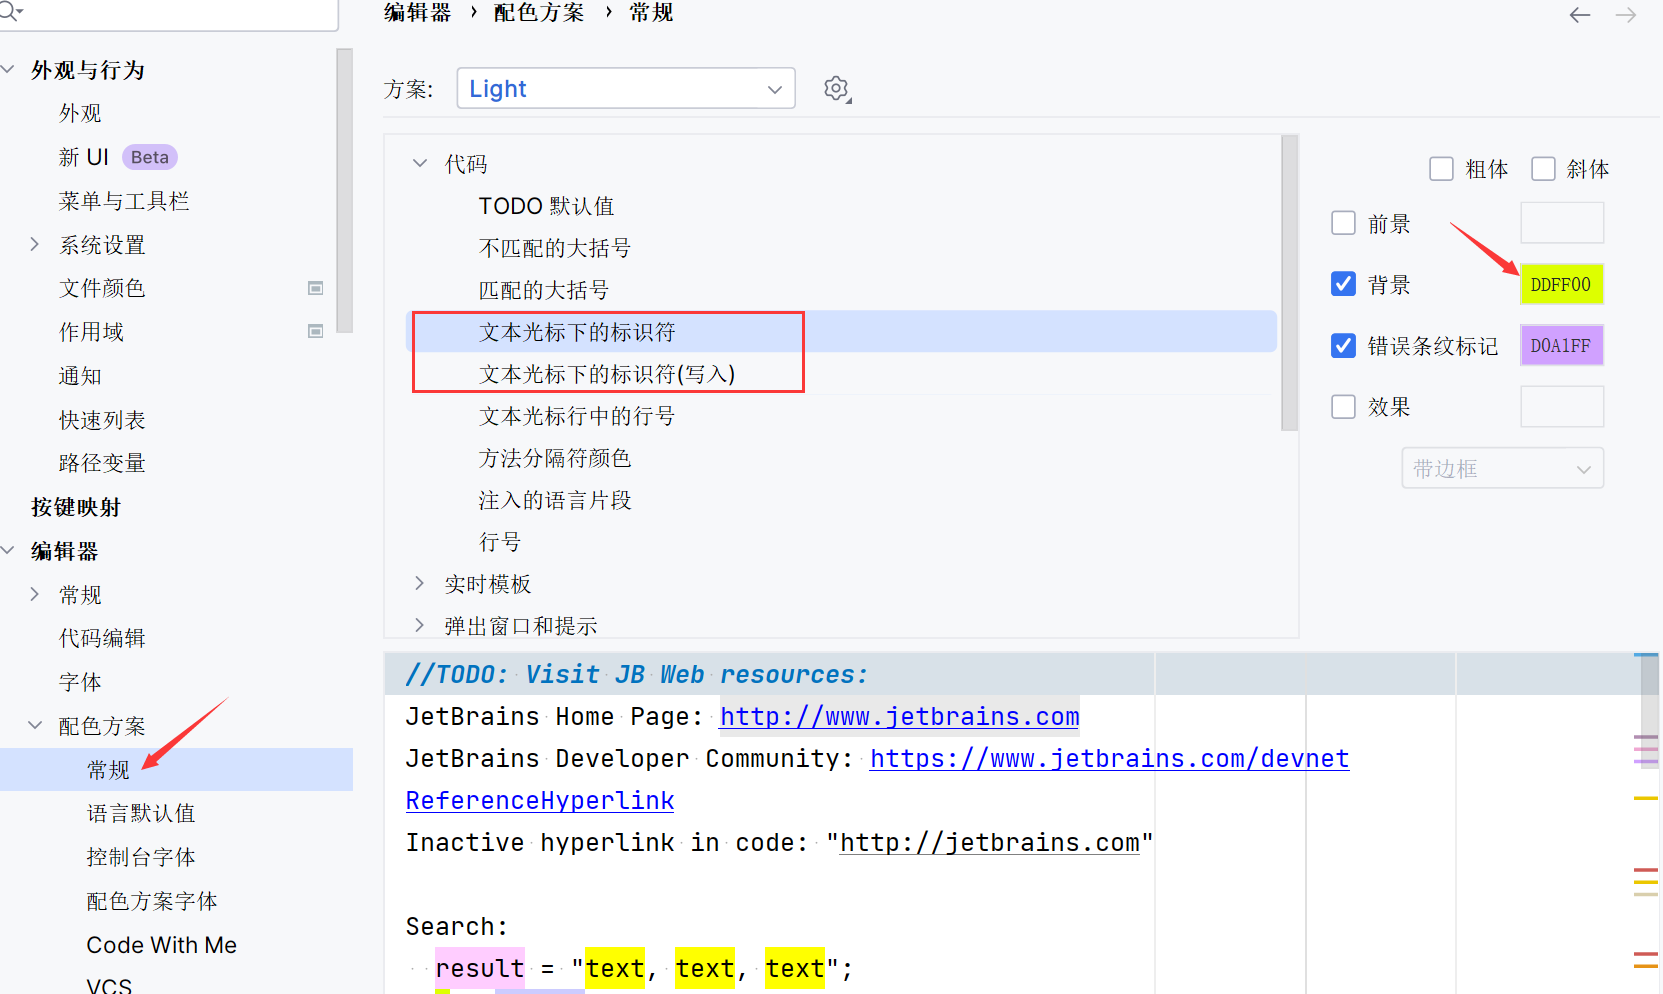 编辑器 › 配色方案 › 常规
外观与行为
外观
新 UI Beta
菜单与工具栏
系统设置
文件颜色
作用域
通知
快速列表
路径变量
按键映射
编辑器
常规
代码编辑
字体
配色方案
常规
语言默认值
控制台字体
配色方案字体
Code With Me
VCS
方案: Light
代码
TODO 默认值
不匹配的大括号
匹配的大括号
文本光标下的标识符
文本光标下的标识符(写入)
文本光标行中的行号
方法分隔符颜色
注入的语言片段
行号
实时模板
弹出窗口和提示
粗体 斜体
前景
背景 DDFF00
错误条纹标记 D0A1FF
效果
带边框
//TODO: Visit JB Web resources:
JetBrains Home Page: http://www.jetbrains.com
JetBrains Developer Community: https://www.jetbrains.com/devnet
ReferenceHyperlink
Inactive hyperlink in code: "http://jetbrains.com"
Search:
result = "text, text, text";